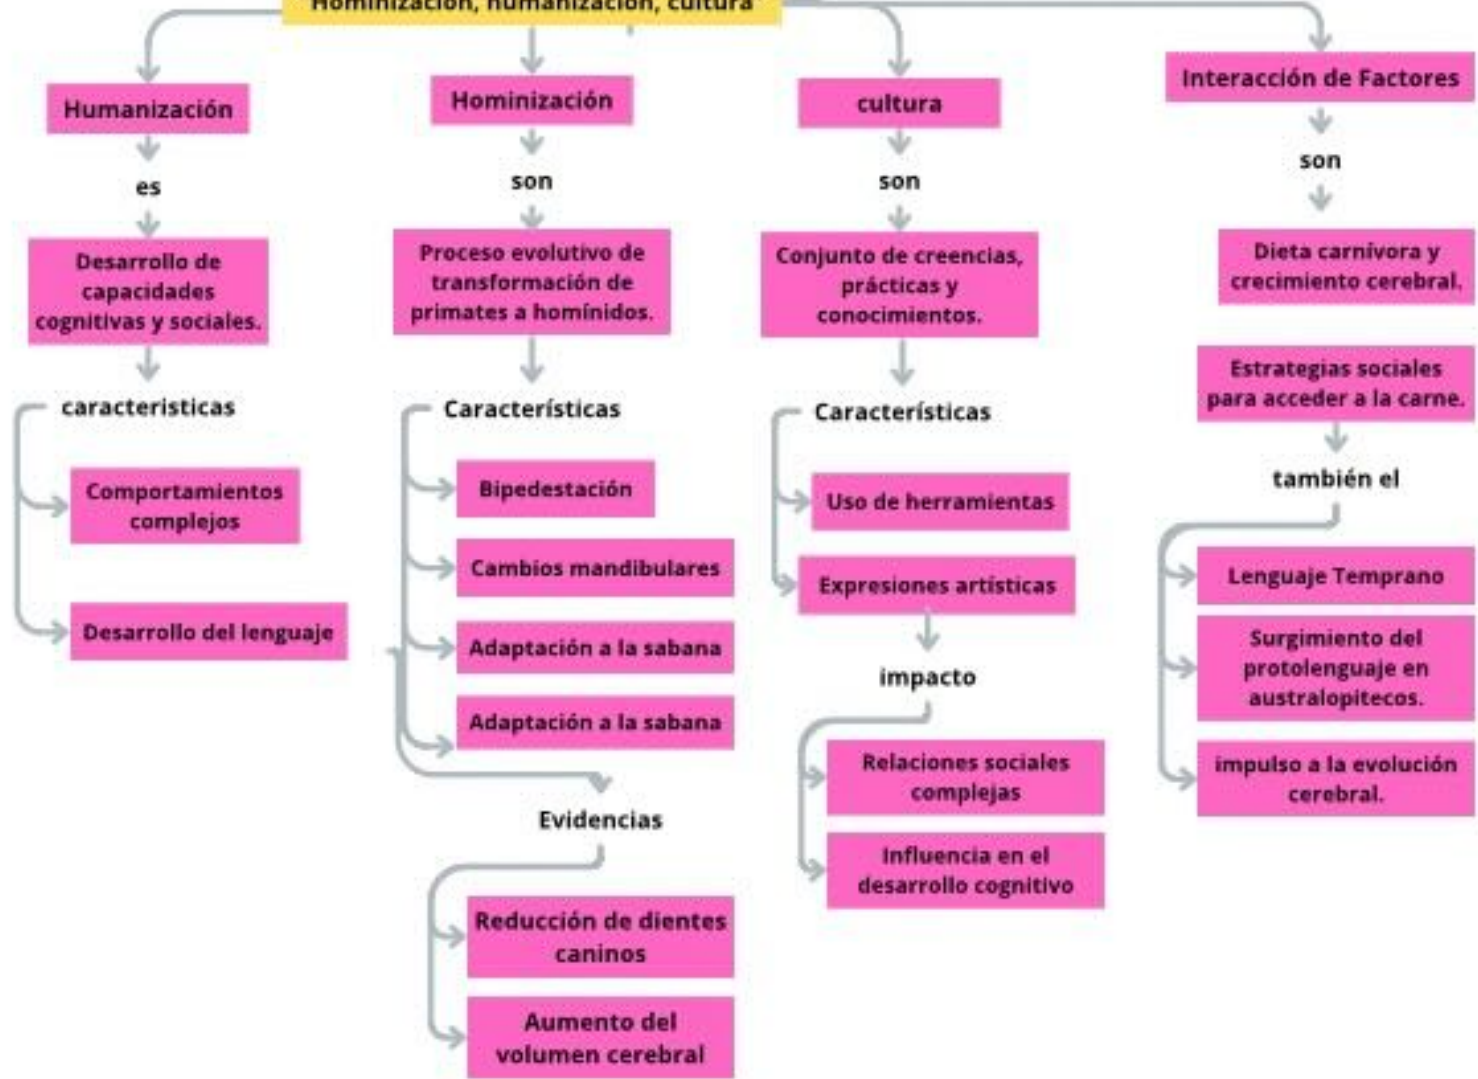 Hominización, humanización, cultura
Humanización
es
Desarrollo de
capacidades
cognitivas y sociales.
caracteristicas
Comportamientos
complejos
Desarrollo del lenguaje
Hominización
son
Proceso evolutivo de
transformación de
primates a homínidos.
Características
Bipedestación
Cambios mandibulares
Adaptación a la sabana
Adaptación a la sabana
Evidencias
Reducción de dientes
caninos
Aumento del
volumen cerebral
cultura
son
Conjunto de creencias,
prácticas y
conocimientos.
Características
Uso de herramientas
Expresiones artísticas
impacto
Relaciones sociales
complejas
Influencia en el
desarrollo cognitivo
Interacción de Factores
son
Dieta carnívora y
crecimiento cerebral.
Estrategias sociales
para acceder a la carne.
también el
Lenguaje Temprano
Surgimiento del
protolenguaje en
australopitecos.
impulso a la evolución
cerebral.